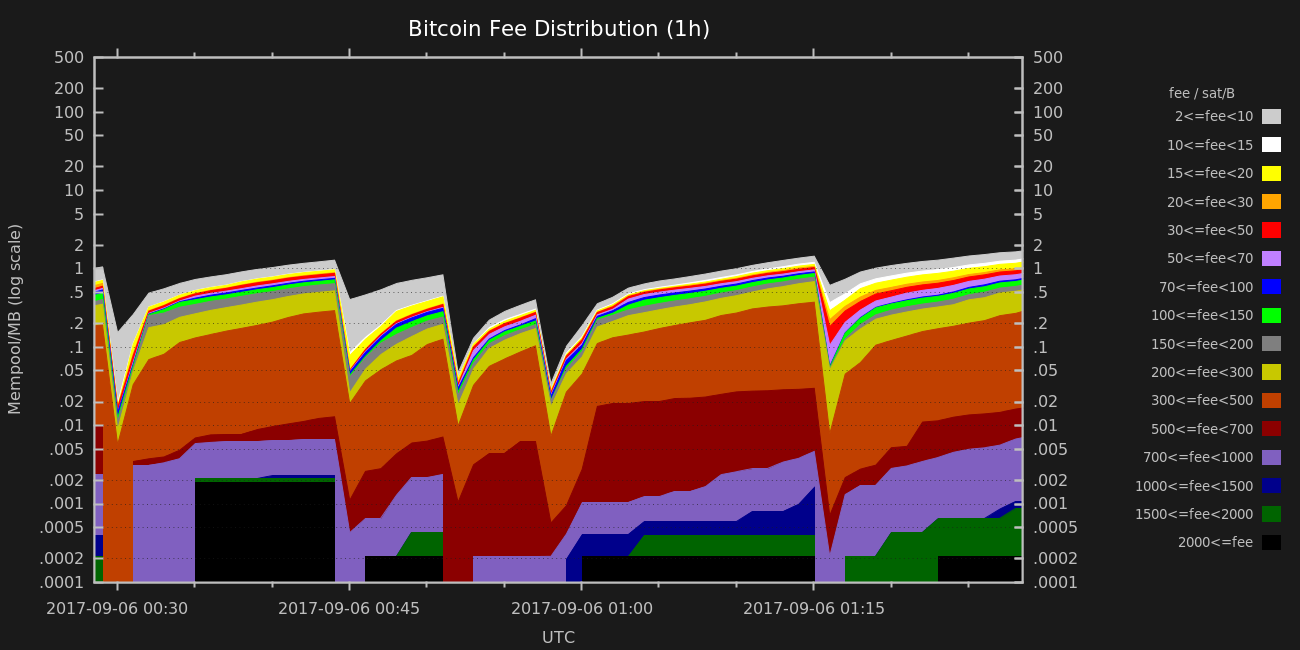 Bitcoin Fee Distribution (1h)
Mempool/MB (log scale)
500
200
100
50
20
10
5
2
1
.5
.2
.1
.05
.02
.01
.005
.002
.001
.0005
.0002
.0001
500
200
100
50
20
10
5
2
1
.5
.2
.1
.05
.02
.01
.005
.002
.001
.0005
.0002
.0001
fee / sat/B
2<=fee<10
10<=fee<15
15<=fee<20
20<=fee<30
30<=fee<50
50<=fee<70
70<=fee<100
100<=fee<150
150<=fee<200
200<=fee<300
300<=fee<500
500<=fee<700
700<=fee<1000
1000<=fee<1500
1500<=fee<2000
2000<=fee
2017-09-06 00:30 2017-09-06 00:45 2017-09-06 01:00 2017-09-06 01:15
UTC